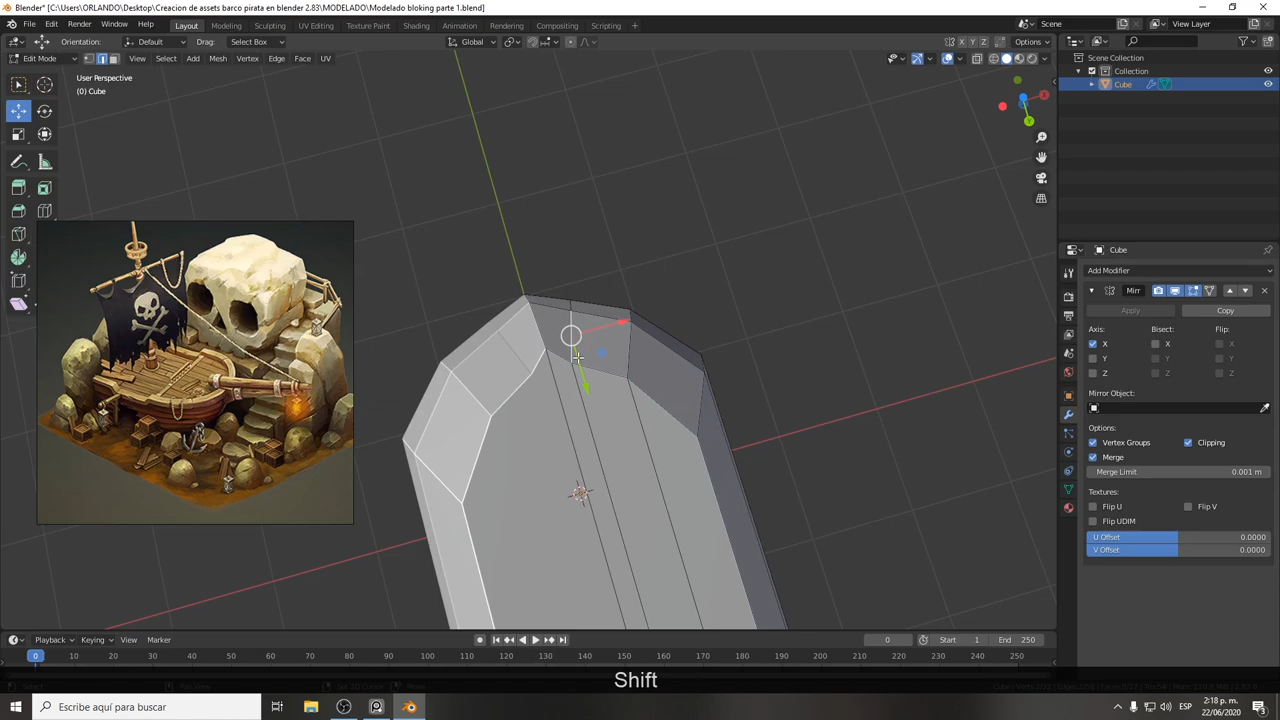 Blender* [C:\Users\ORLANDO\Desktop\Creacion de assets barco pirata en blender 2.83\MODELADO\Modelado bloking parte 1.blend]
File Edit Render Window Help Layout Modeling Sculpting UV Editing Texture Paint Shading Animation Rendering Compositing Scripting + Scene View Layer
Orientation: Default Drag: Select Box Global X Y Z Options
Edit Mode View Select Add Mesh Vertex Edge Face UV
User Perspective
(0) Cube
Scene Collection
Collection
Cube
X
Y
Cube
Add Modifier
Mirr
Apply Copy
Axis: Bisect: Flip:
X X X
Y Y Y
Z Z Z
Mirror Object:
Options:
Vertex Groups Clipping
Merge
Merge Limit 0.001 m
Textures:
Flip U Flip V
Flip UDIM
U Offset 0.0000
V Offset 0.0000
Playback Keying View Marker 0 Start 1 End 250
0 10 20 30 40 50 60 70 80 90 100 110 120 130 140 150 160 170 180 190 200 210 220 230 240 250
Shift
Escribe aquí para buscar
ESP
2:18 p. m.
22/06/2020
3